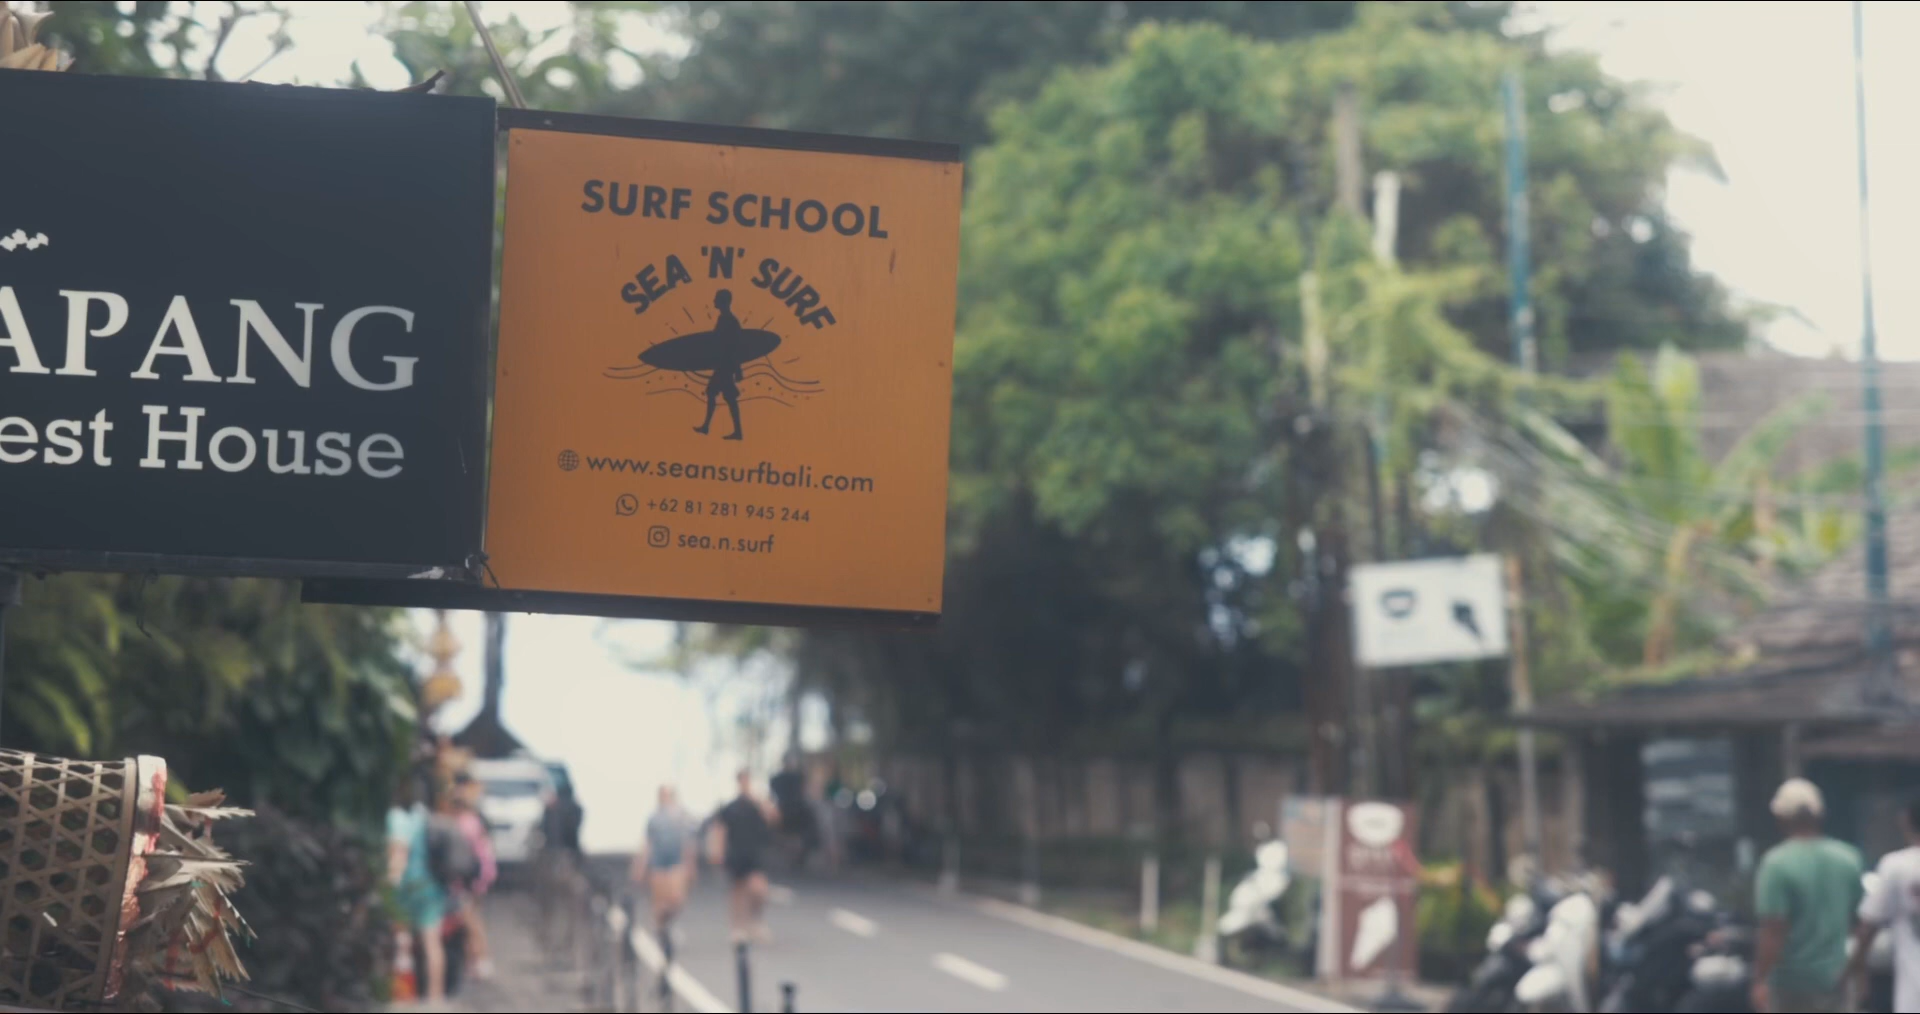 APANG
est House
SURF SCHOOL
SEA 'N' SURF
www.seansurfbali.com
+62 81 281 945 244
sea.n.surf